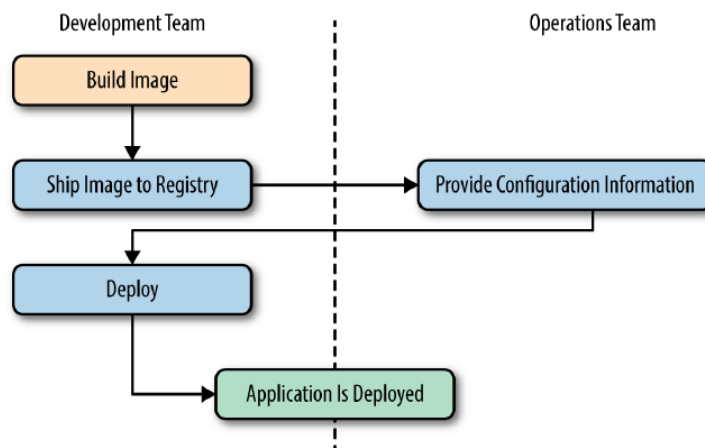 Development Team
Operations Team
Build Image
Ship Image to Registry
Provide Configuration Information
Deploy
Application Is Deployed